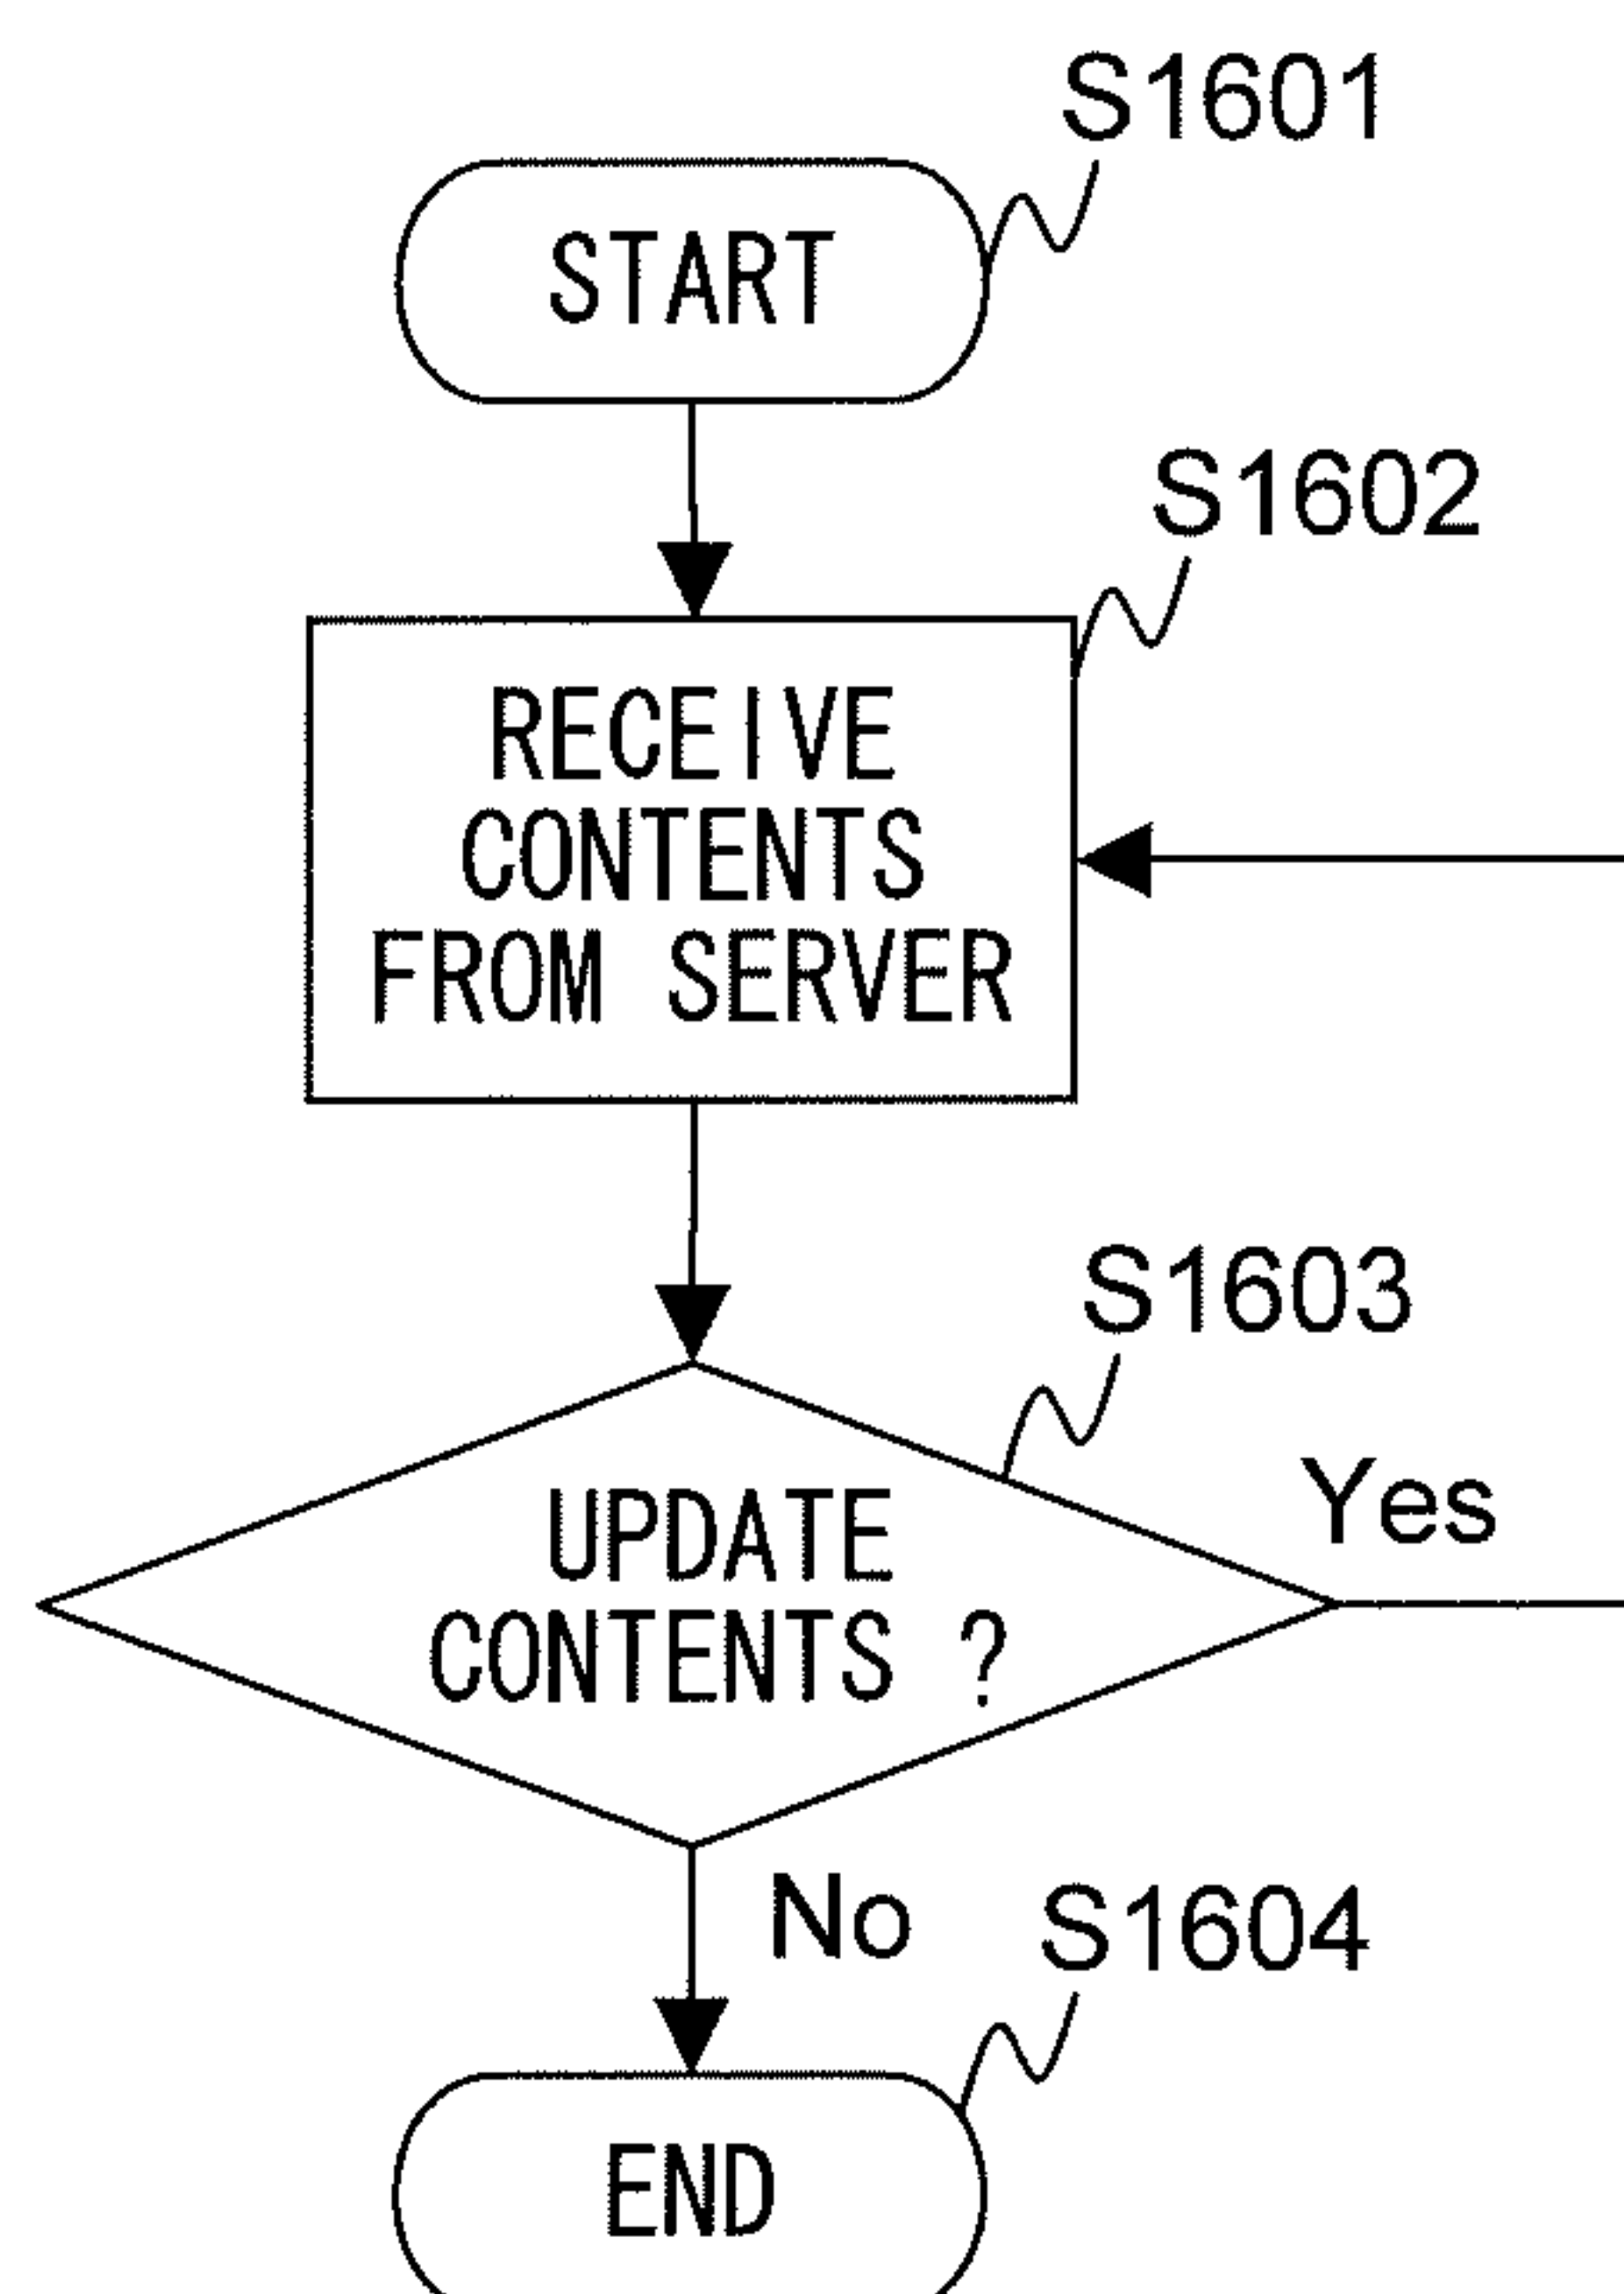 S1601
START
S1602
RECEIVE
CONTENTS
FROM SERVER
S1603
UPDATE
CONTENTS ?
Yes
No
S1604
END